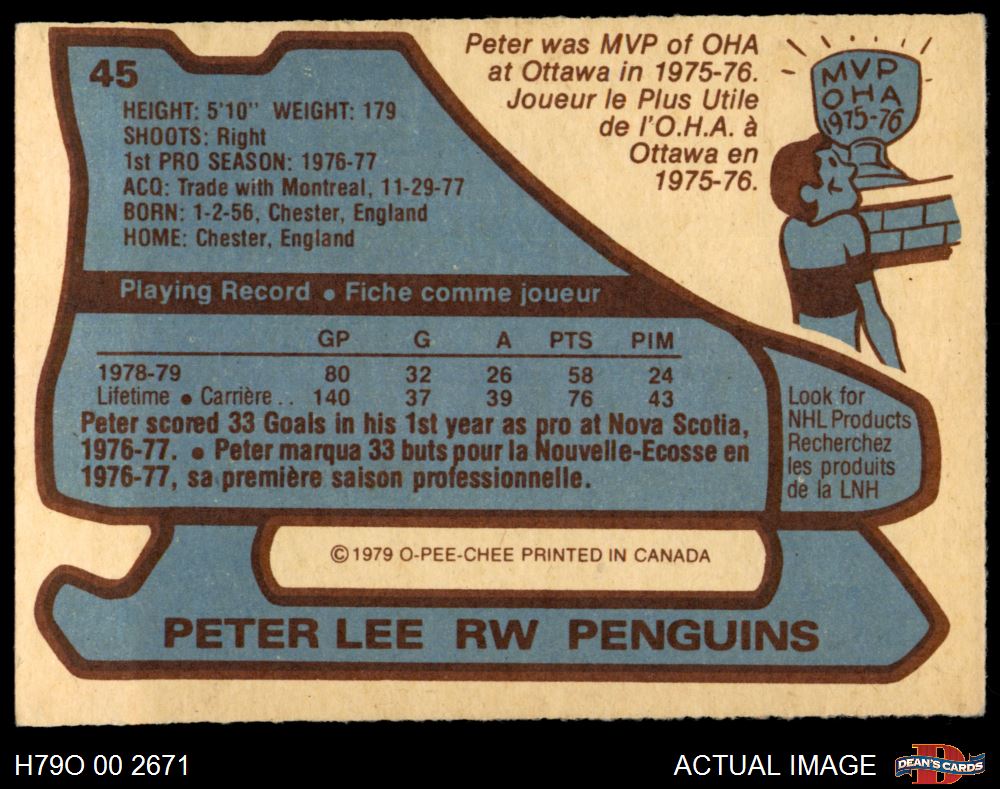 45
HEIGHT: 5'10" WEIGHT: 179
SHOOTS: Right
1st PRO SEASON: 1976-77
ACQ: Trade with Montreal, 11-29-77
BORN: 1-2-56, Chester, England
HOME: Chester, England
Peter was MVP of OHA
at Ottawa in 1975-76.
Joueur le Plus Utile
de l'O.H.A. à
Ottawa en
1975-76.
MVP
OHA
1975-76
Playing Record • Fiche comme joueur
GP G A PTS PIM
1978-79 80 32 26 58 24
Lifetime • Carrière .. 140 37 39 76 43
Peter scored 33 Goals in his 1st year as pro at Nova Scotia,
1976-77. • Peter marqua 33 buts pour la Nouvelle-Ecosse en
1976-77, sa première saison professionnelle.
Look for
NHL Products
Recherchez
les produits
de la LNH
© 1979 O-PEE-CHEE PRINTED IN CANADA
PETER LEE RW PENGUINS
H79O 00 2671
ACTUAL IMAGE
D
DEAN'S CARDS